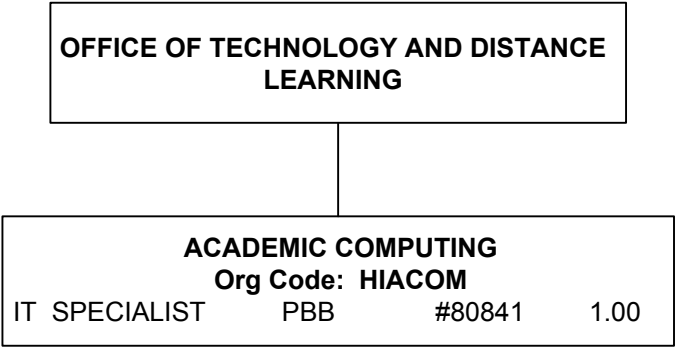 OFFICE OF TECHNOLOGY AND DISTANCE
LEARNING
ACADEMIC COMPUTING
Org Code:  HIACOM
IT  SPECIALIST PBB #80841 1.00